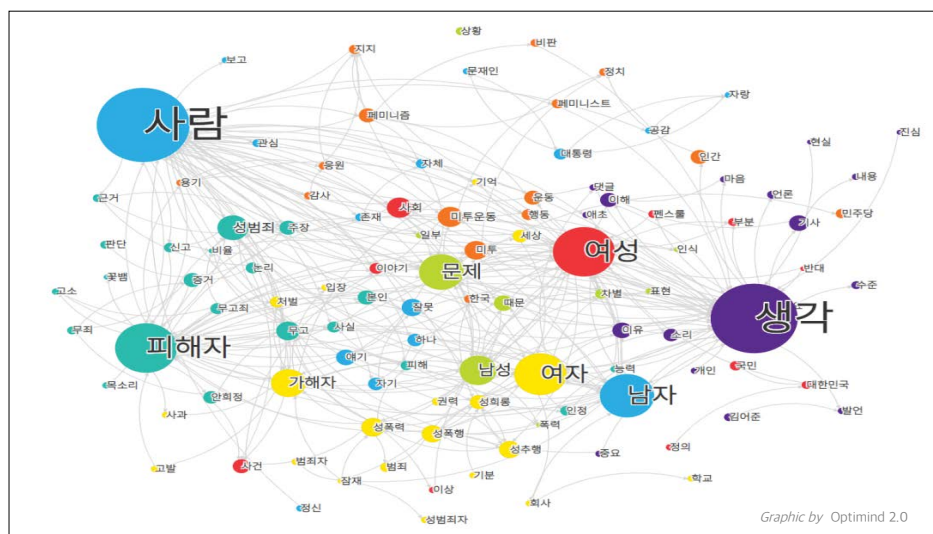 상황
지지
비판
보고
문재인
정치
사람
페미니즘
페미니스트
자랑
공감
진심
관심
대통령
현실
응원
자체
민간
용기
기억
마음
내용
근거
감사
운동
댓글
이해
언론
존재
사회
미투운동
행동
애초
펜스룰
부분
기사
민주당
성범죄
주장
일부
세상
판단
신고
비율
미투
여성
인식
꽃뱀
증거
논리
이야기
문제
반대
고소
입장
본인
한국
때문
차별
표현
수준
처벌
잘못
무고죄
생각
무죄
무고
사실
하나
이유
소리
피해자
얘기
피해
능력
개인
국민
목소리
가해자
자기
남성
여자
남자
대한민국
안희정
권력
성희롱
인정
김어준
발언
사과
성폭력
성폭행
폭력
성추행
중요
정의
고발
사건
범죄자
범죄
기분
학교
잠재
이상
회사
정신
성범죄자
Graphic by Optimind 2.0